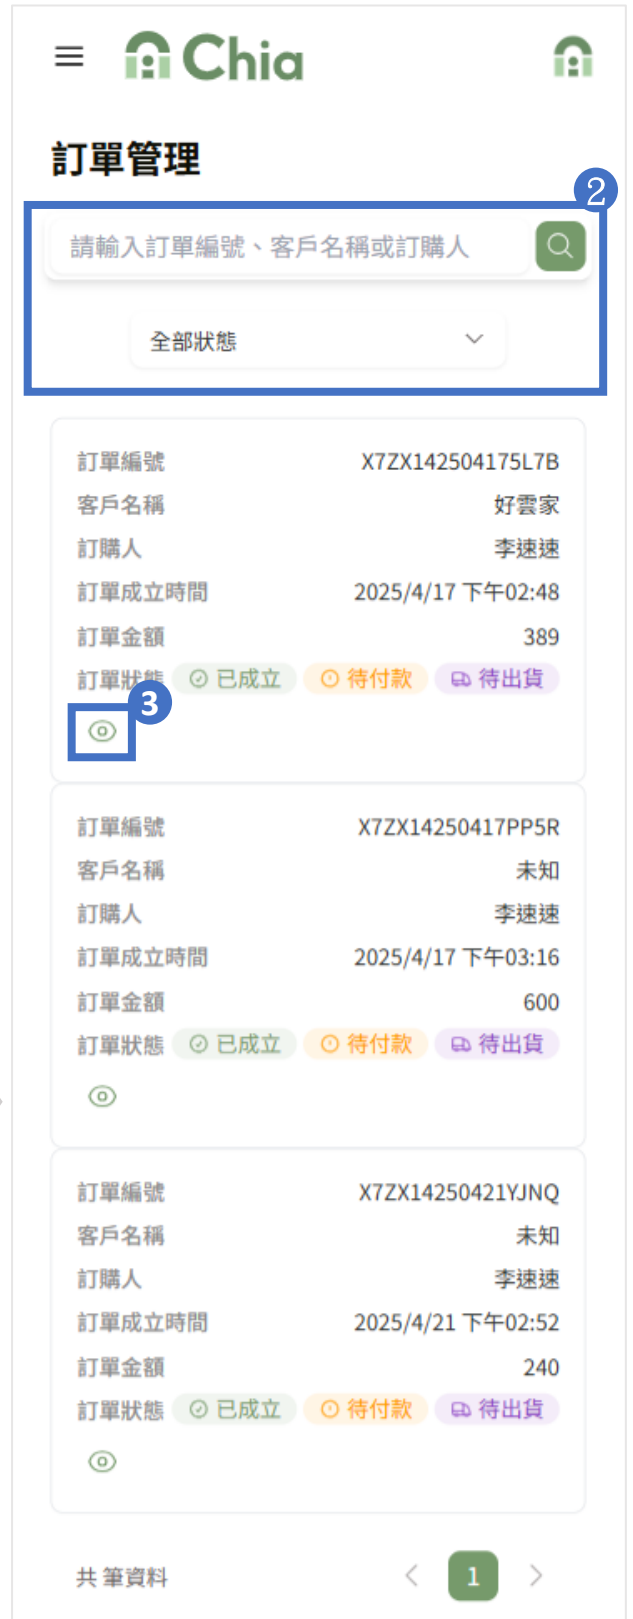 Chia
訂單管理
2
請輸入訂單編號、客戶名稱或訂購人
全部狀態
訂單編號 X7ZX142504175L7B
客戶名稱 好雲家
訂購人 李速速
訂單成立時間 2025/4/17 下午02:48
訂單金額 389
訂單狀態 已成立 待付款 待出貨
3
訂單編號 X7ZX14250417PP5R
客戶名稱 未知
訂購人 李速速
訂單成立時間 2025/4/17 下午03:16
訂單金額 600
訂單狀態 已成立 待付款 待出貨
訂單編號 X7ZX14250421YJNQ
客戶名稱 未知
訂購人 李速速
訂單成立時間 2025/4/21 下午02:52
訂單金額 240
訂單狀態 已成立 待付款 待出貨
共 筆資料 < 1 >